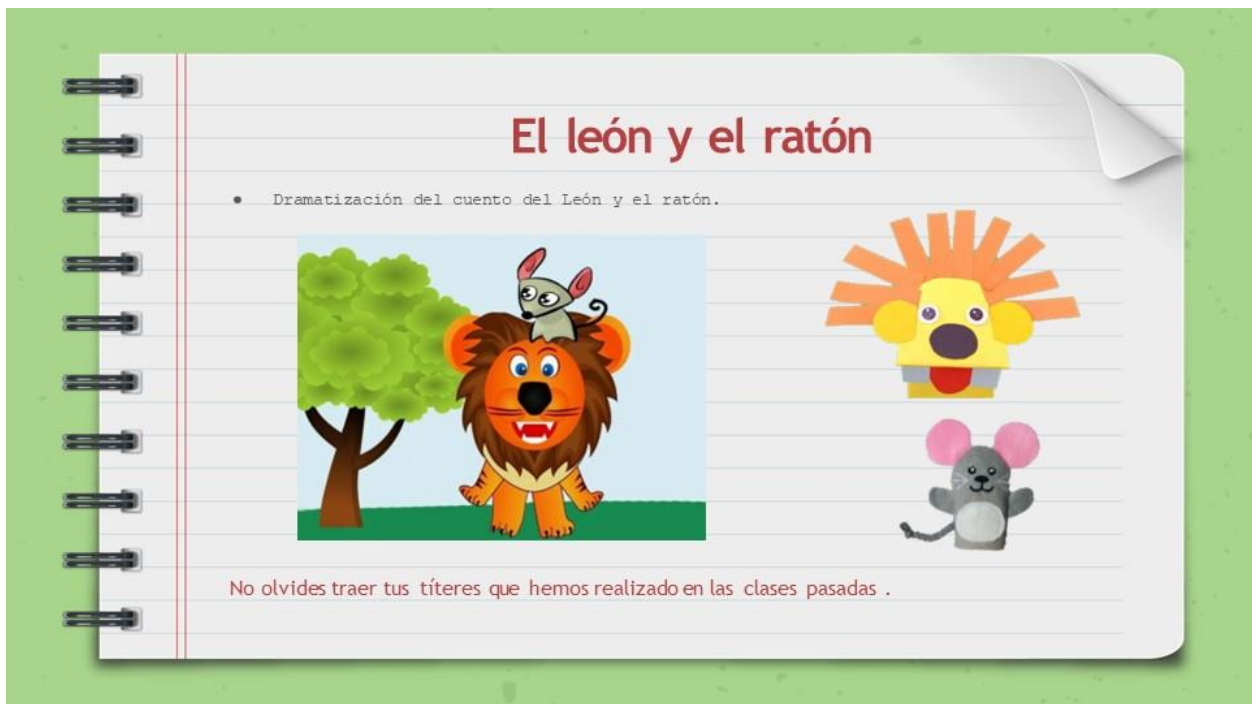 El león y el ratón
● Dramatización del cuento del León y el ratón.
No olvides traer tus títeres que hemos realizado en las clases pasadas .